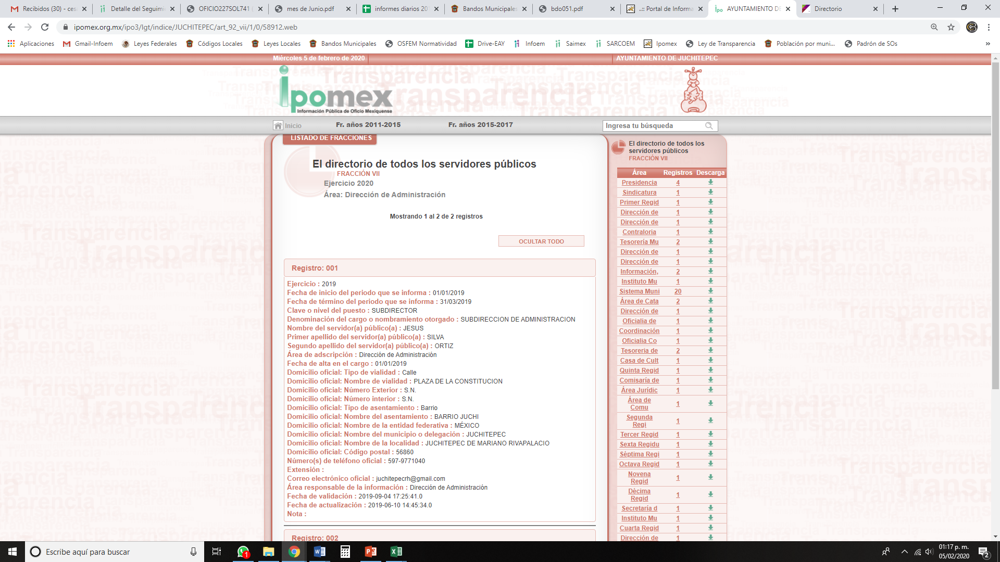 Recibidos (30) - ces
Detalle del Seguimi
OFICIO227SOL741 (
mes de Junio.pdf
informes diarios 201
Bandos Municipales
bdo051.pdf
..:: Portal de Informa
AYUNTAMIENTO DE
Directorio
ipomex.org.mx/ipo3/lgt/indice/JUCHITEPEC/art_92_vii/1/0/58912.web
Aplicaciones
Gmail-Infoem
Leyes Federales
Códigos Locales
Leyes Locales
Bandos Municipales
OSFEM Normatividad
Drive-EAY
Infoem
Saimex
SARCOEM
Ipomex
Ley de Transparencia
Población por muni...
Padrón de SOs
»
Miércoles 5 de febrero de 2020
AYUNTAMIENTO DE JUCHITEPEC
Transparencia
ipomex
Información Pública de Oficio Mexiquense
Inicio
Fr. años 2011-2015
Fr. años 2015-2017
Ingresa tu búsqueda
LISTADO DE FRACCIONES
El directorio de todos los servidores públicos
FRACCIÓN VII
Ejercicio 2020
Área: Dirección de Administración
Mostrando 1 al 2 de 2 registros
OCULTAR TODO
Registro: 001
Ejercicio : 2019
Fecha de inicio del periodo que se informa : 01/01/2019
Fecha de término del periodo que se informa : 31/03/2019
Clave o nivel del puesto : SUBDIRECTOR
Denominación del cargo o nombramiento otorgado : SUBDIRECCION DE ADMINISTRACION
Nombre del servidor(a) público(a) : JESUS
Primer apellido del servidor(a) público(a) : SILVA
Segundo apellido del servidor(a) público(a) : ORTIZ
Área de adscripción : Dirección de Administración
Fecha de alta en el cargo : 01/01/2019
Domicilio oficial: Tipo de vialidad : Calle
Domicilio oficial: Nombre de vialidad : PLAZA DE LA CONSTITUCION
Domicilio oficial: Número Exterior : S.N.
Domicilio oficial: Número interior : S.N.
Domicilio oficial: Tipo de asentamiento : Barrio
Domicilio oficial: Nombre del asentamiento : BARRIO JUCHI
Domicilio oficial: Nombre de la entidad federativa : MÉXICO
Domicilio oficial: Nombre del municipio o delegación : JUCHITEPEC
Domicilio oficial: Nombre de la localidad : JUCHITEPEC DE MARIANO RIVAPALACIO
Domicilio oficial: Código postal : 56860
Número(s) de teléfono oficial : 597-9771040
Extensión :
Correo electrónico oficial : juchitepecrh@gmail.com
Área responsable de la información : Dirección de Administración
Fecha de validación : 2019-09-04 17:25:41.0
Fecha de actualización : 2019-06-10 14:45:34.0
Nota :
Registro: 002
El directorio de todos los
servidores públicos
FRACCIÓN VII
Área Registros Descarga
Presidencia 4
Sindicatura 1
Primer Regid 1
Dirección de 1
Dirección de 1
Contraloria 1
Tesorería Mu 2
Dirección de 1
Dirección de 1
Información, 2
Instituto Mu 1
Sistema Muni 20
Área de Cata 2
Dirección de 1
Oficialia de 1
Coordinación 1
Oficialia Co 1
Tesoreria de 2
Casa de Cult 1
Quinta Regid 1
Comisaría de 1
Área Jurídic 1
Área de
Comu 1
Segunda
Regi 1
Tercer Regid 1
Sexta Regidu 1
Séptima Regi 1
Octava Regid 1
Novena
Regid 1
Décima
Regid 1
Secretaría d 1
Instituto Mu 1
Cuarta Regid 1
Dirección de 1
Escribe aquí para buscar
1
01:17 p. m.
05/02/2020
2